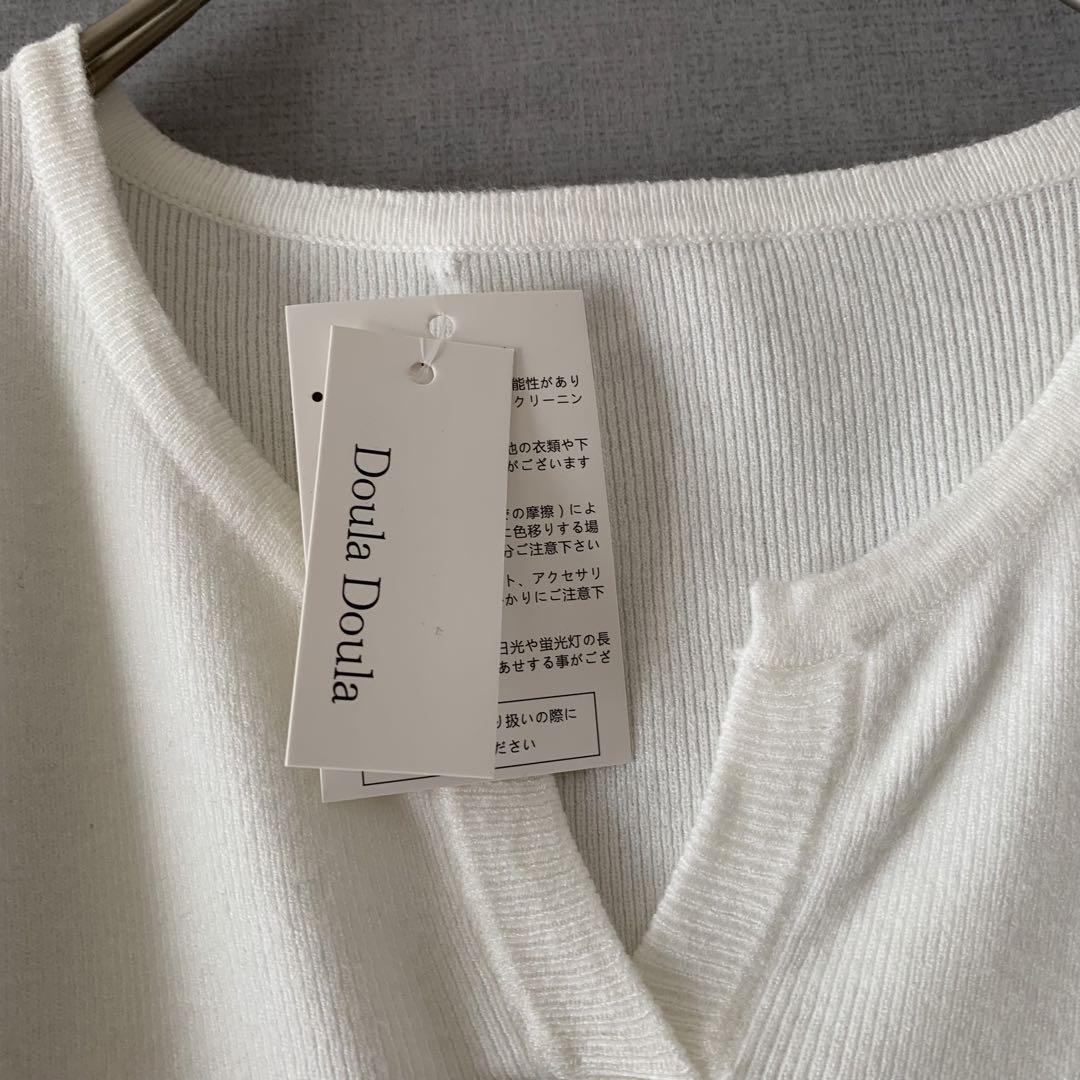 Doula Doula
能性があり
クリーニン
他の衣類や下
がございます
の摩擦)によ
に色移りする場
分ご注意下さい
ト、アクセサリ
かりにご注意下
日光や蛍光灯の長
あせする事がござ
り扱いの際に
ださい